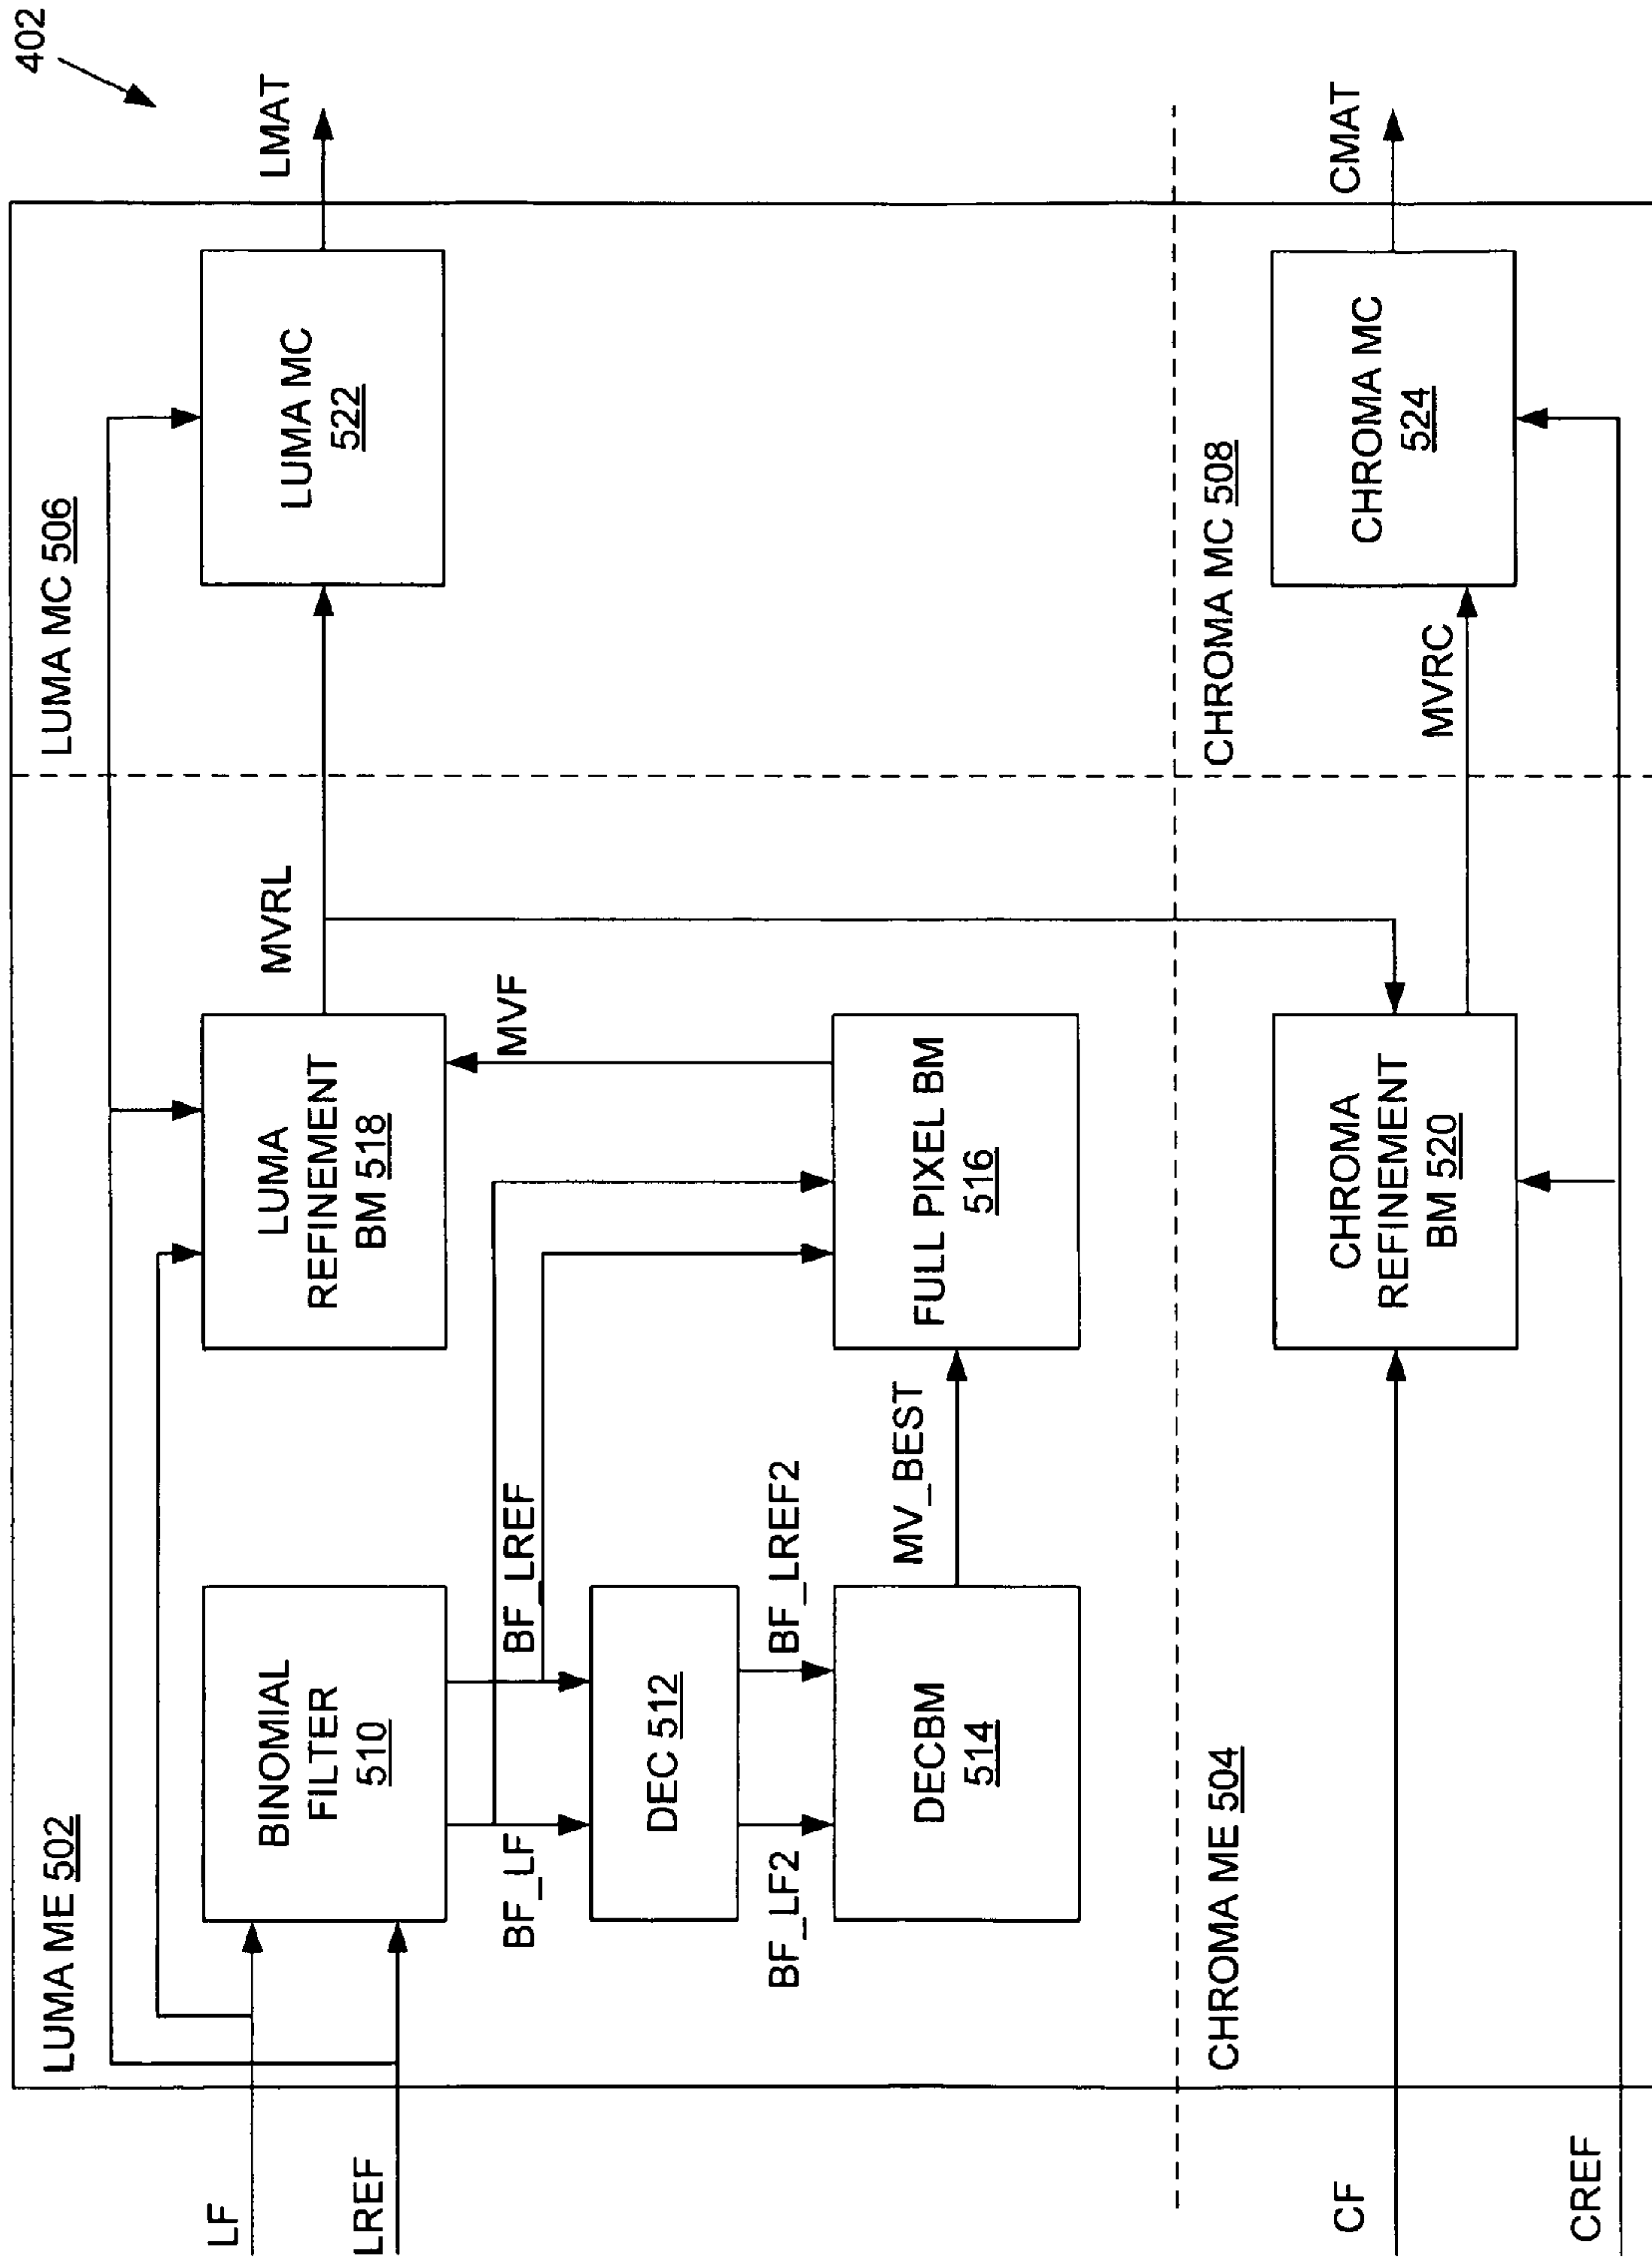 402
LUMA ME 502
LUMA MC 506
LF
LREF
BINOMIAL
FILTER
510
LUMA
REFINEMENT
BM 518
MVRL
LUMA MC
522
LMAT
BF_LF
BF_LREF
MVF
DEC 512
BF_LF2
BF_LREF2
DECBM
514
MV_BEST
FULL PIXEL BM
516
CHROMA ME 504
CHROMA MC 508
CF
CREF
CHROMA
REFINEMENT
BM 520
MVRC
CHROMA MC
524
CMAT